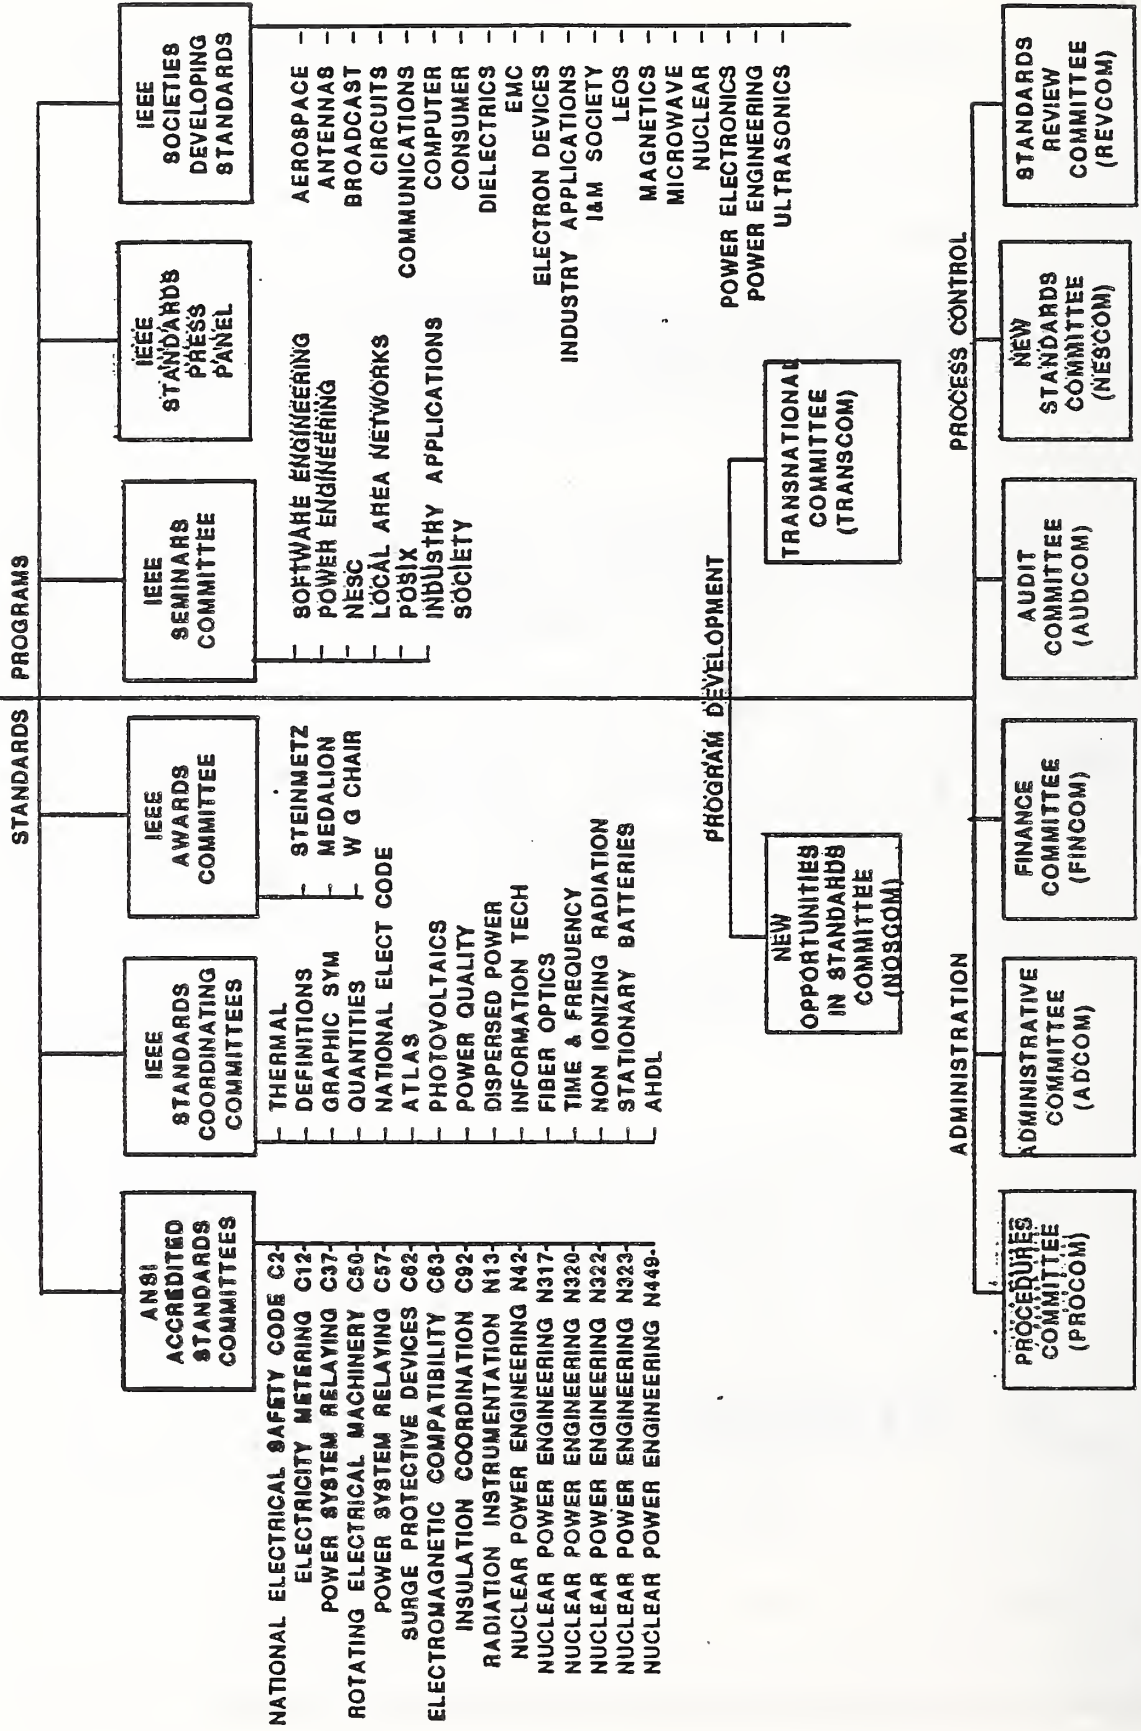 STANDARDS PROGRAMS
ANSI
ACCREDITED
STANDARDS
COMMITTEES
NATIONAL ELECTRICAL SAFETY CODE C2-
ELECTRICITY METERING C12-
POWER SYSTEM RELAYING C37-
ROTATING ELECTRICAL MACHINERY C50-
POWER SYSTEM RELAYING C57-
SURGE PROTECTIVE DEVICES C62-
ELECTROMAGNETIC COMPATIBILITY C63-
INSULATION COORDINATION C92-
RADIATION INSTRUMENTATION N13-
NUCLEAR POWER ENGINEERING N42-
NUCLEAR POWER ENGINEERING N317-
NUCLEAR POWER ENGINEERING N320-
NUCLEAR POWER ENGINEERING N322-
NUCLEAR POWER ENGINEERING N323-
NUCLEAR POWER ENGINEERING N449-
IEEE
STANDARDS
COORDINATING
COMMITTEES
THERMAL
DEFINITIONS
GRAPHIC SYM
QUANTITIES
NATIONAL ELECT CODE
ATLAS
PHOTOVOLTAICS
POWER QUALITY
DISPERSED POWER
INFORMATION TECH
FIBER OPTICS
TIME & FREQUENCY
NON IONIZING RADIATION
STATIONARY BATTERIES
AHDL
IEEE
AWARDS
COMMITTEE
STEINMETZ
MEDALION
W G CHAIR
IEEE
SEMINARS
COMMITTEE
SOFTWARE ENGINEERING
POWER ENGINEERING
NESC
LOCAL AREA NETWORKS
POSIX
INDUSTRY APPLICATIONS
SOCIETY
IEEE
STANDARDS
PRESS
PANEL
IEEE
SOCIETIES
DEVELOPING
STANDARDS
AEROSPACE
ANTENNAS
BROADCAST
CIRCUITS
COMMUNICATIONS
COMPUTER
CONSUMER
DIELECTRICS
EMC
ELECTRON DEVICES
INDUSTRY APPLICATIONS
I&M SOCIETY
LEOS
MAGNETICS
MICROWAVE
NUCLEAR
POWER ELECTRONICS
POWER ENGINEERING
ULTRASONICS
PROGRAM DEVELOPMENT
NEW
OPPORTUNITIES
IN STANDARDS
COMMITTEE
(NOSCOM)
TRANSNATIONAL
COMMITTEE
(TRANSCOM)
ADMINISTRATION
PROCESS CONTROL
PROCEDURES
COMMITTEE
(PROCOM)
ADMINISTRATIVE
COMMITTEE
(ADCOM)
FINANCE
COMMITTEE
(FINCOM)
AUDIT
COMMITTEE
(AUDCOM)
NEW
STANDARDS
COMMITTEE
(NESCOM)
STANDARDS
REVIEW
COMMITTEE
(REVCOM)